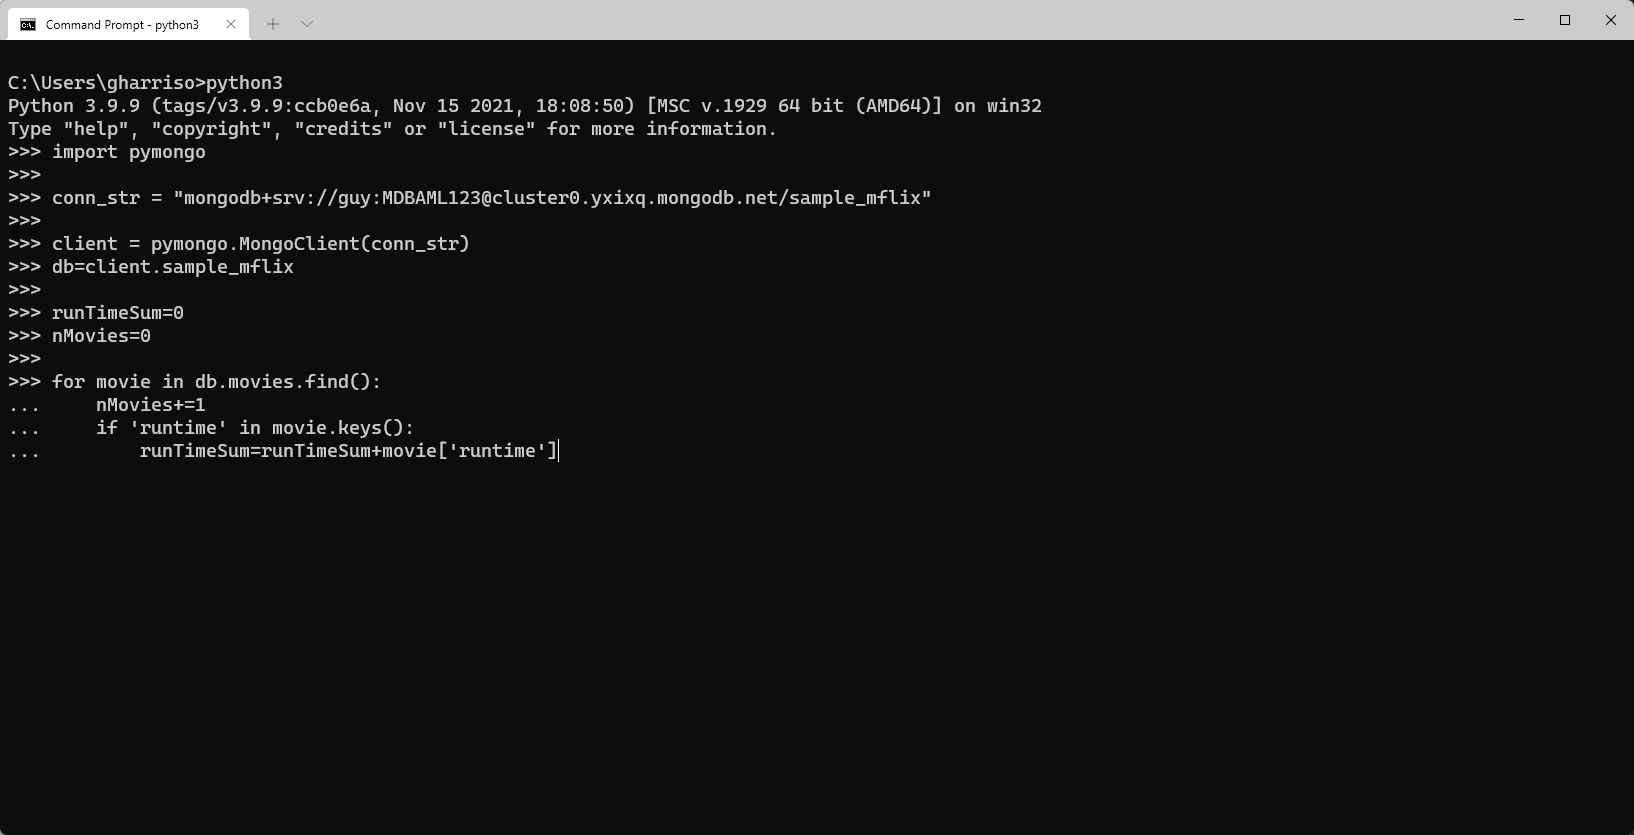 Command Prompt - python3
C:\Users\gharriso>python3
Python 3.9.9 (tags/v3.9.9:ccb0e6a, Nov 15 2021, 18:08:50) [MSC v.1929 64 bit (AMD64)] on win32
Type "help", "copyright", "credits" or "license" for more information.
>>> import pymongo
>>>
>>> conn_str = "mongodb+srv://guy:MDBAML123@cluster0.yxixq.mongodb.net/sample_mflix"
>>>
>>> client = pymongo.MongoClient(conn_str)
>>> db=client.sample_mflix
>>>
>>> runTimeSum=0
>>> nMovies=0
>>>
>>> for movie in db.movies.find():
...     nMovies+=1
...     if 'runtime' in movie.keys():
...         runTimeSum=runTimeSum+movie['runtime']